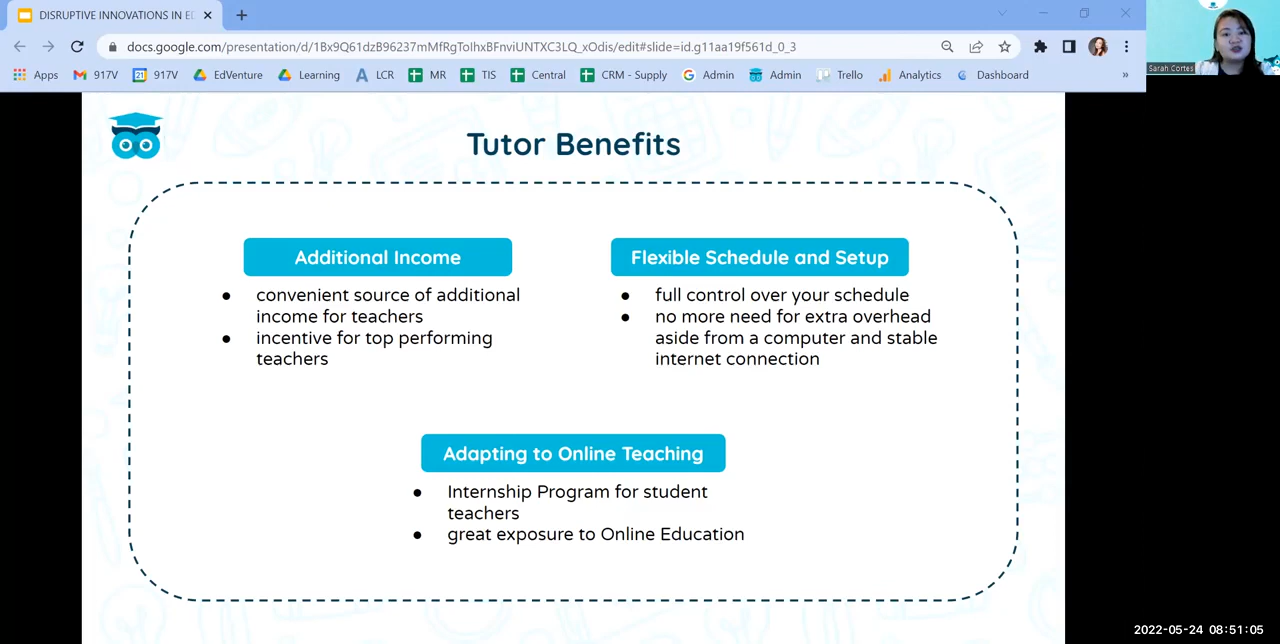 DISRUPTIVE INNOVATIONS IN ED
docs.google.com/presentation/d/1Bx9Q61dzB96237mMfRgToIhxBFnviUNTXC3LQ_xOdis/edit#slide=id.g11aa19f561d_0_3
Apps 917V 917V EdVenture Learning LCR MR TIS Central CRM - Supply Admin Admin Trello Analytics Dashboard »
Sarah Cortes
Tutor Benefits
Additional Income
● convenient source of additional
income for teachers
● incentive for top performing
teachers
Flexible Schedule and Setup
● full control over your schedule
● no more need for extra overhead
aside from a computer and stable
internet connection
Adapting to Online Teaching
● Internship Program for student
teachers
● great exposure to Online Education
2022-05-24 08:51:05